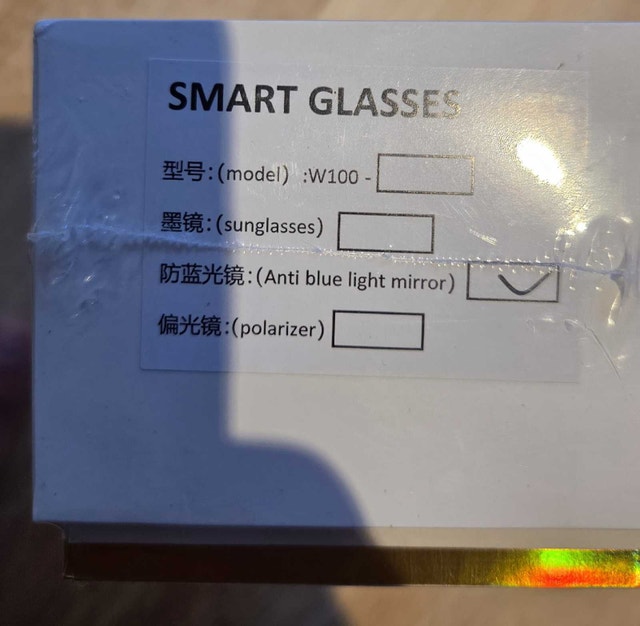 SMART GLASSES
型号:(model) :W100 -
墨镜:(sunglasses)
防蓝光镜:(Anti blue light mirror)
偏光镜:(polarizer)